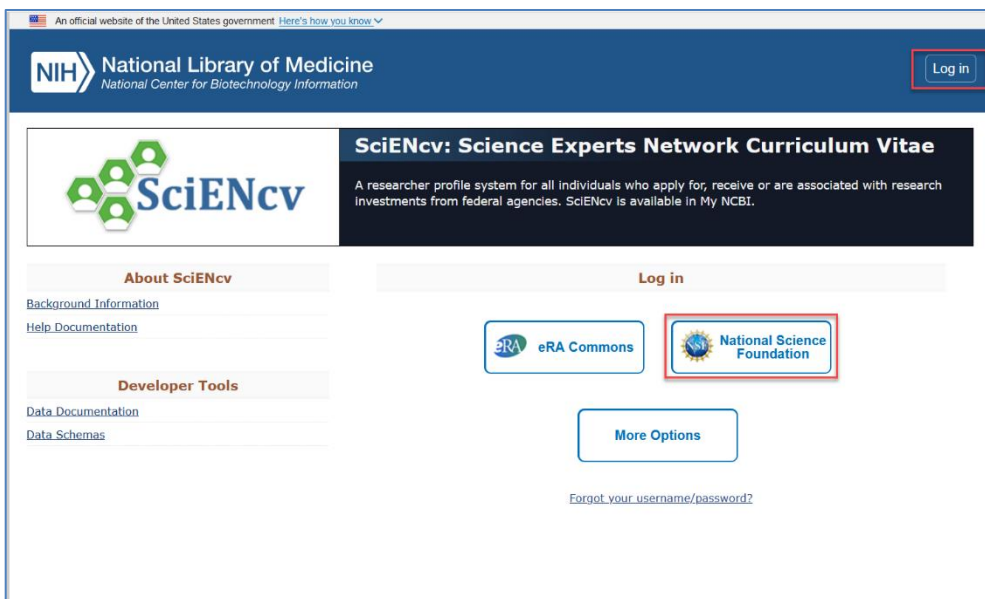 An official website of the United States government Here's how you know
NIH National Library of Medicine
National Center for Biotechnology Information
Log in
SciENcv
SciENcv: Science Experts Network Curriculum Vitae
A researcher profile system for all individuals who apply for, receive or are associated with research
investments from federal agencies. SciENcv is available in My NCBI.
About SciENcv
Background Information
Help Documentation
Developer Tools
Data Documentation
Data Schemas
Log in
eRA eRA Commons
NSF National Science
Foundation
More Options
Forgot your username/password?